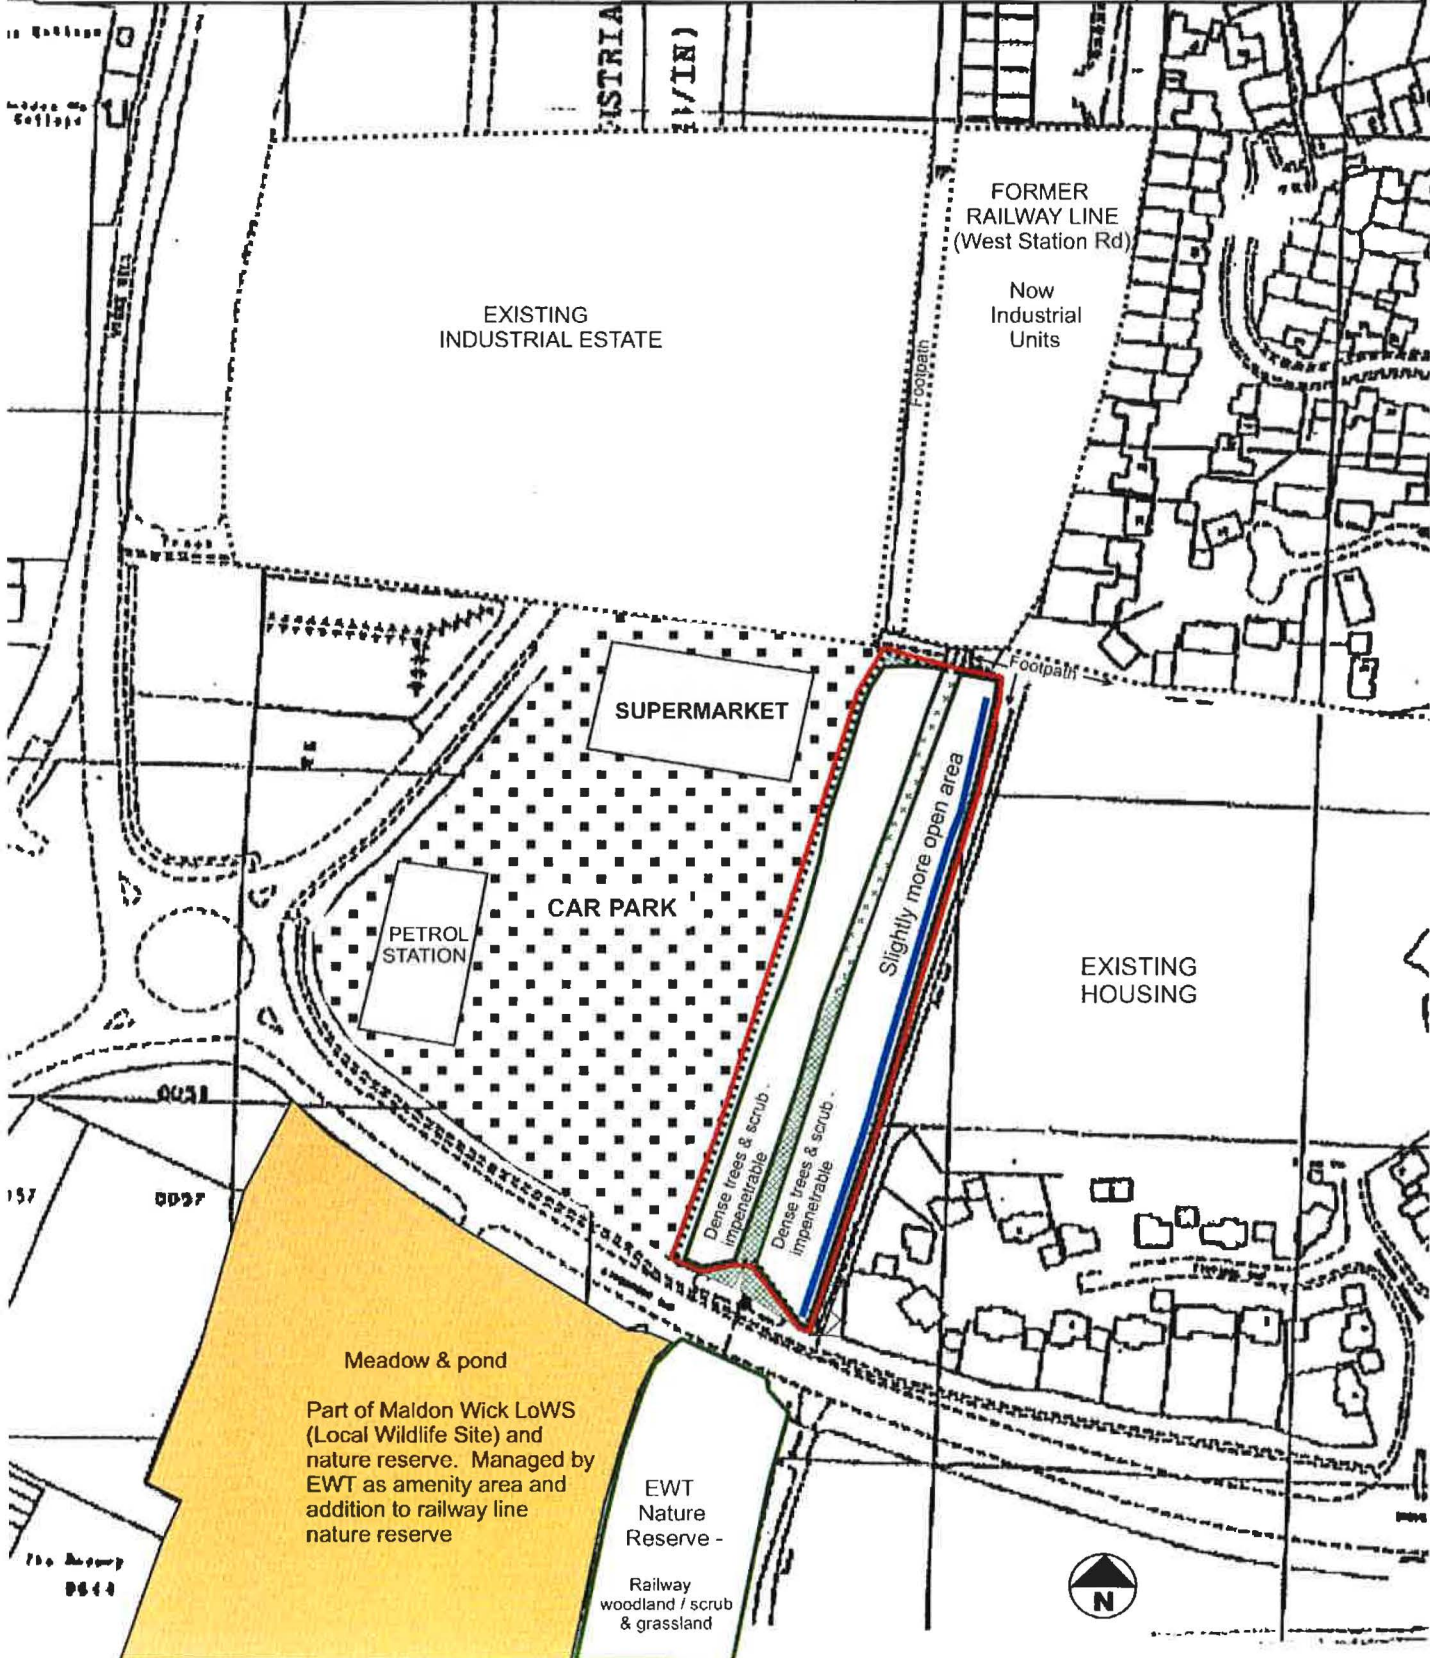 STRIA
FORMER
RAILWAY LINE
(West Station Rd)
Now
Industrial
Units
EXISTING
INDUSTRIAL ESTATE
Footpath
Footpath
SUPERMARKET
Slightly more open area
CAR PARK
PETROL
STATION
EXISTING
HOUSING
Dense trees & scrub -
impenetrable
Dense trees & scrub -
impenetrable
0051
0057
Meadow & pond
Part of Maldon Wick LoWS
(Local Wildlife Site) and
nature reserve. Managed by
EWT as amenity area and
addition to railway line
nature reserve
EWT
Nature
Reserve -
Railway
woodland / scrub
& grassland
N